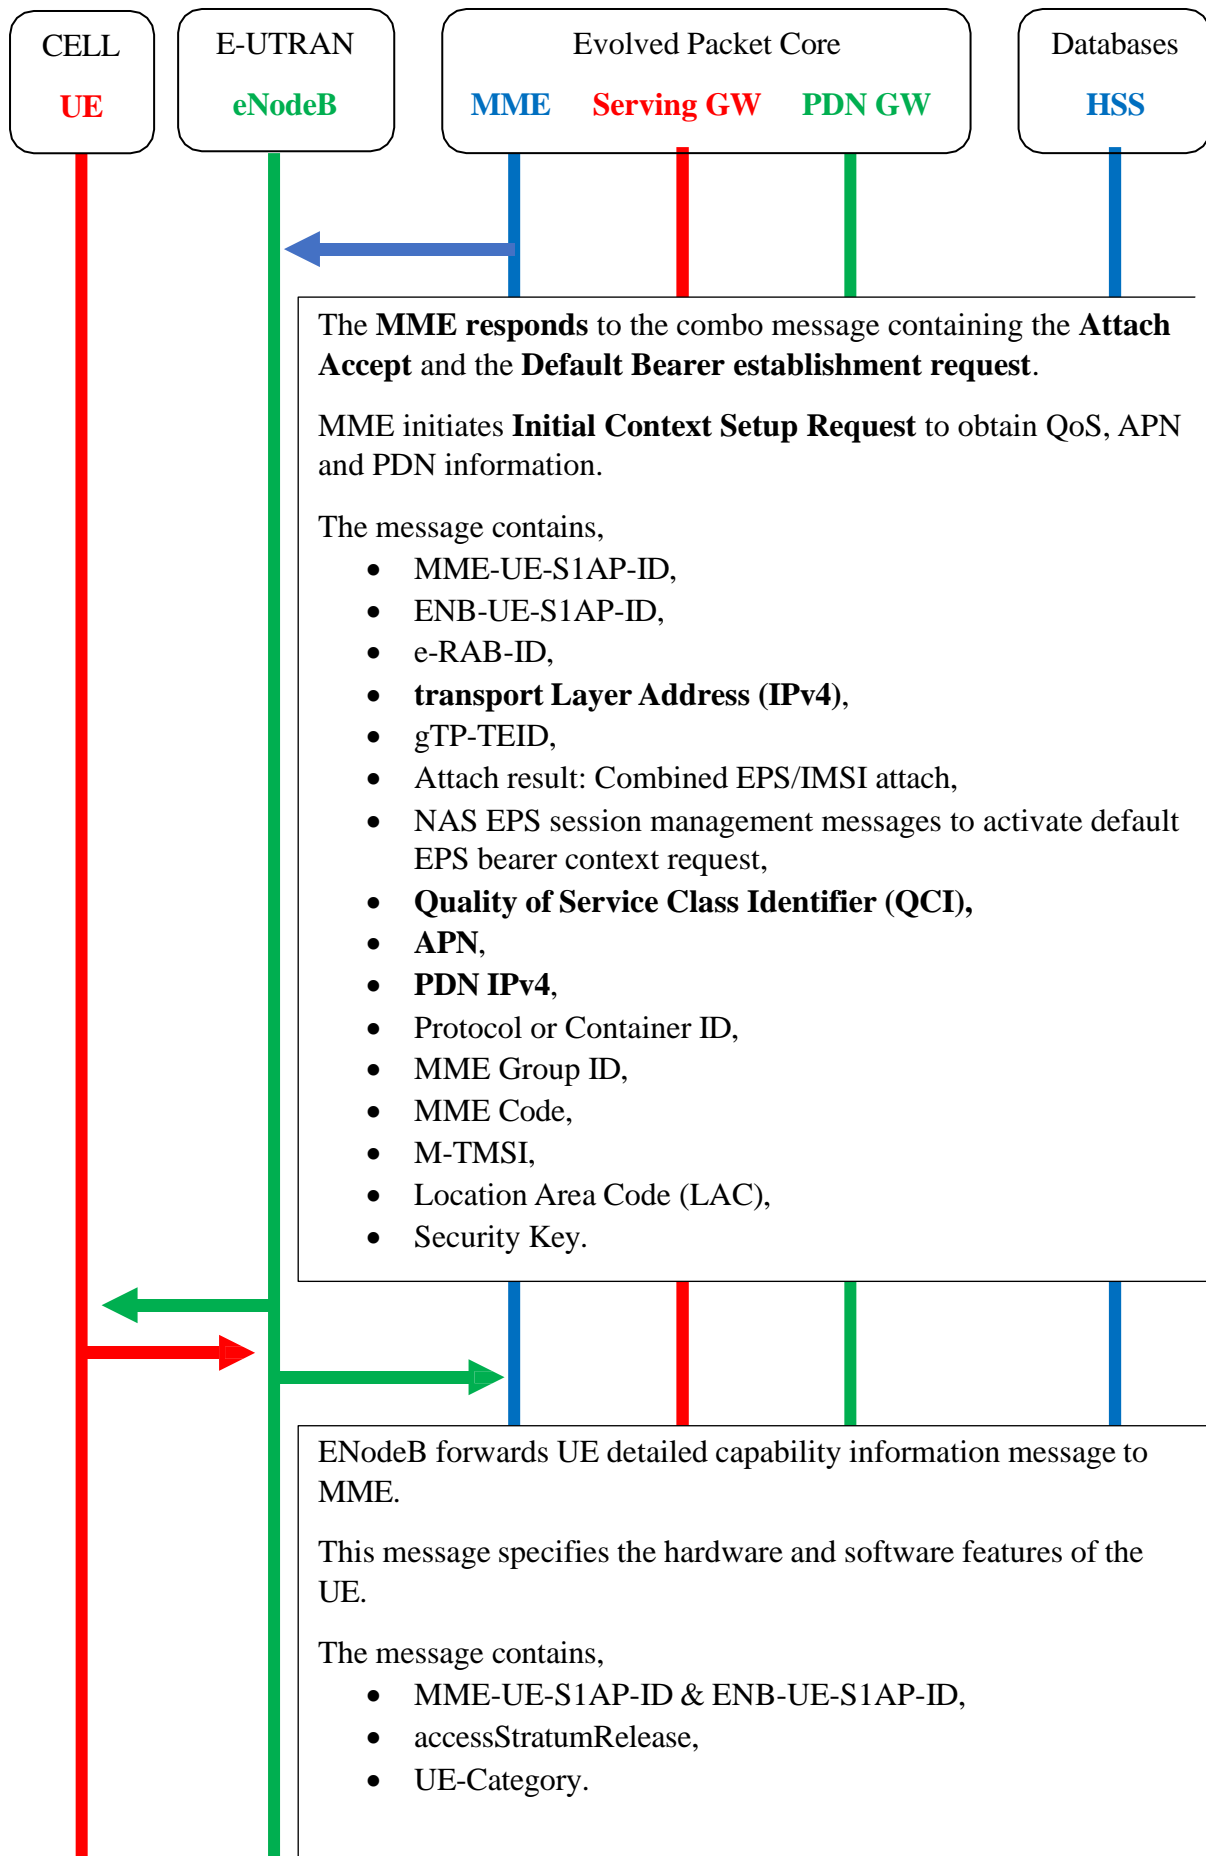 CELL
UE
E-UTRAN
eNodeB
Evolved Packet Core
MME Serving GW PDN GW
Databases
HSS
The MME responds to the combo message containing the Attach
Accept and the Default Bearer establishment request.
MME initiates Initial Context Setup Request to obtain QoS, APN
and PDN information.
The message contains,
• MME-UE-S1AP-ID,
• ENB-UE-S1AP-ID,
• e-RAB-ID,
• transport Layer Address (IPv4),
• gTP-TEID,
• Attach result: Combined EPS/IMSI attach,
• NAS EPS session management messages to activate default
EPS bearer context request,
• Quality of Service Class Identifier (QCI),
• APN,
• PDN IPv4,
• Protocol or Container ID,
• MME Group ID,
• MME Code,
• M-TMSI,
• Location Area Code (LAC),
• Security Key.
ENodeB forwards UE detailed capability information message to
MME.
This message specifies the hardware and software features of the
UE.
The message contains,
• MME-UE-S1AP-ID & ENB-UE-S1AP-ID,
• accessStratumRelease,
• UE-Category.